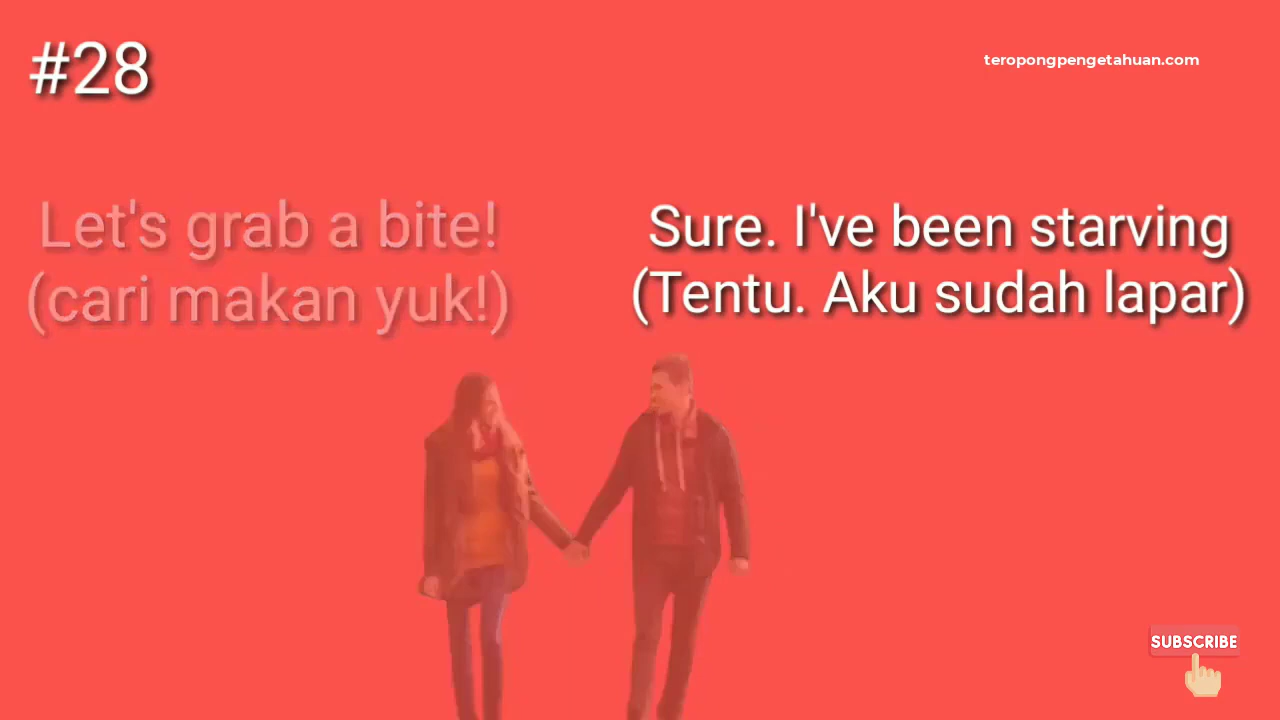 #28
teropongpengetahuan.com
Let's grab a bite!
(cari makan yuk!)
Sure. I've been starving
(Tentu. Aku sudah lapar)
SUBSCRIBE